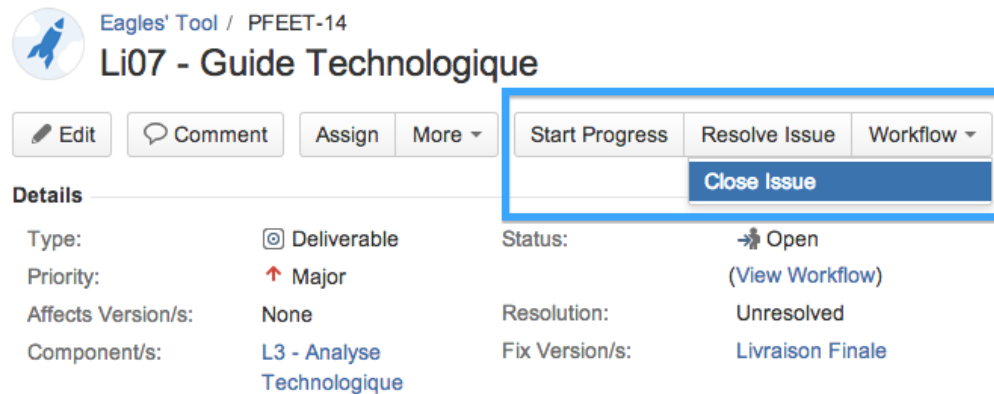 Eagles' Tool / PFEET-14
Li07 - Guide Technologique
Edit Comment Assign More Start Progress Resolve Issue Workflow
Close Issue
Details
Type: Deliverable Status: Open
Priority: Major (View Workflow)
Affects Version/s: None Resolution: Unresolved
Component/s: L3 - Analyse Fix Version/s: Livraison Finale
Technologique